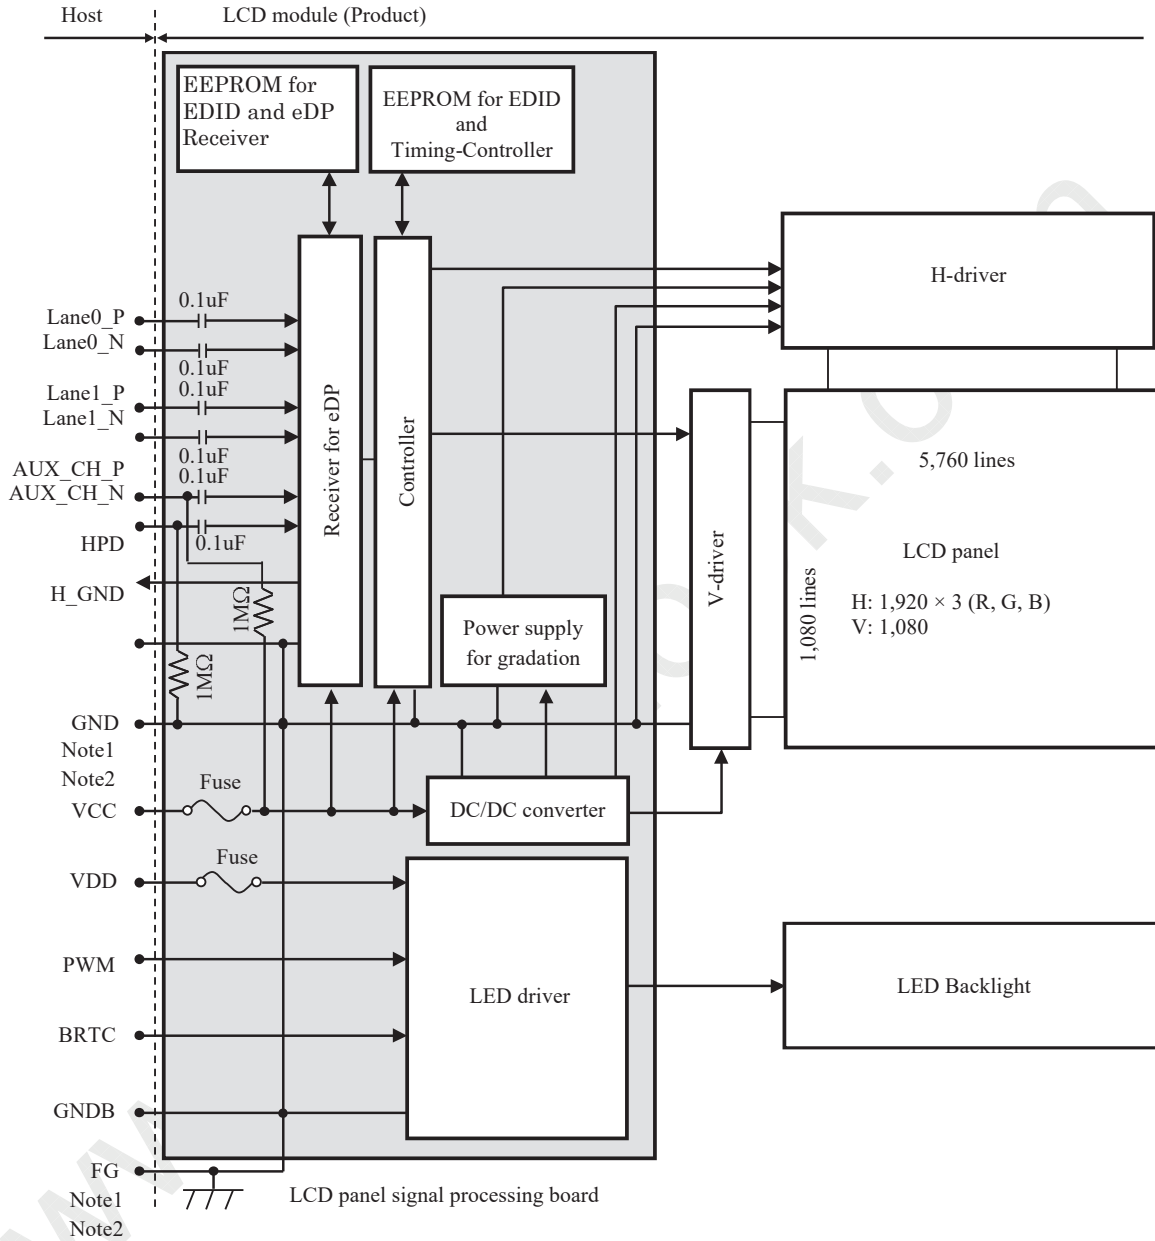 Host
LCD module (Product)
EEPROM for
EDID and eDP
Receiver
EEPROM for EDID
and
Timing-Controller
H-driver
0.1uF
Lane0_P
Lane0_N
0.1uF
0.1uF
Lane1_P
Lane1_N
0.1uF
0.1uF
AUX_CH_P
AUX_CH_N
0.1uF
HPD
H_GND
1MΩ
1MΩ
Receiver for eDP
Controller
V-driver
5,760 lines
LCD panel
1,080 lines
H: 1,920 × 3 (R, G, B)
V: 1,080
Power supply
for gradation
GND
Note1
Note2
VCC
Fuse
DC/DC converter
VDD
Fuse
PWM
LED driver
LED Backlight
BRTC
GNDB
FG
Note1
Note2
LCD panel signal processing board